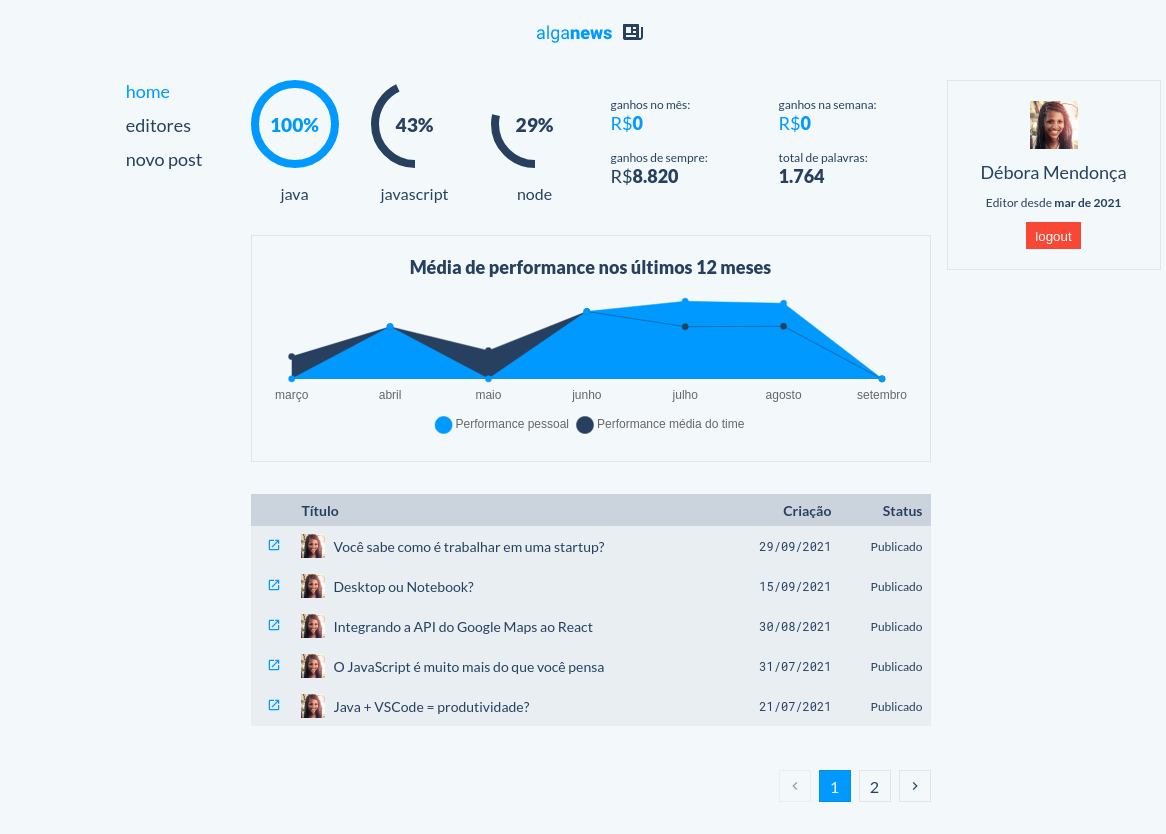 alganews
home
editores
novo post
100%
java
43%
javascript
29%
node
ganhos no mês:
R$0
ganhos na semana:
R$0
ganhos de sempre:
R$8.820
total de palavras:
1.764
Débora Mendonça
Editor desde mar de 2021
logout
Média de performance nos últimos 12 meses
março abril maio junho julho agosto setembro
Performance pessoal Performance média do time
Título Criação Status
Você sabe como é trabalhar em uma startup? 29/09/2021 Publicado
Desktop ou Notebook? 15/09/2021 Publicado
Integrando a API do Google Maps ao React 30/08/2021 Publicado
O JavaScript é muito mais do que você pensa 31/07/2021 Publicado
Java + VSCode = produtividade? 21/07/2021 Publicado
1 2